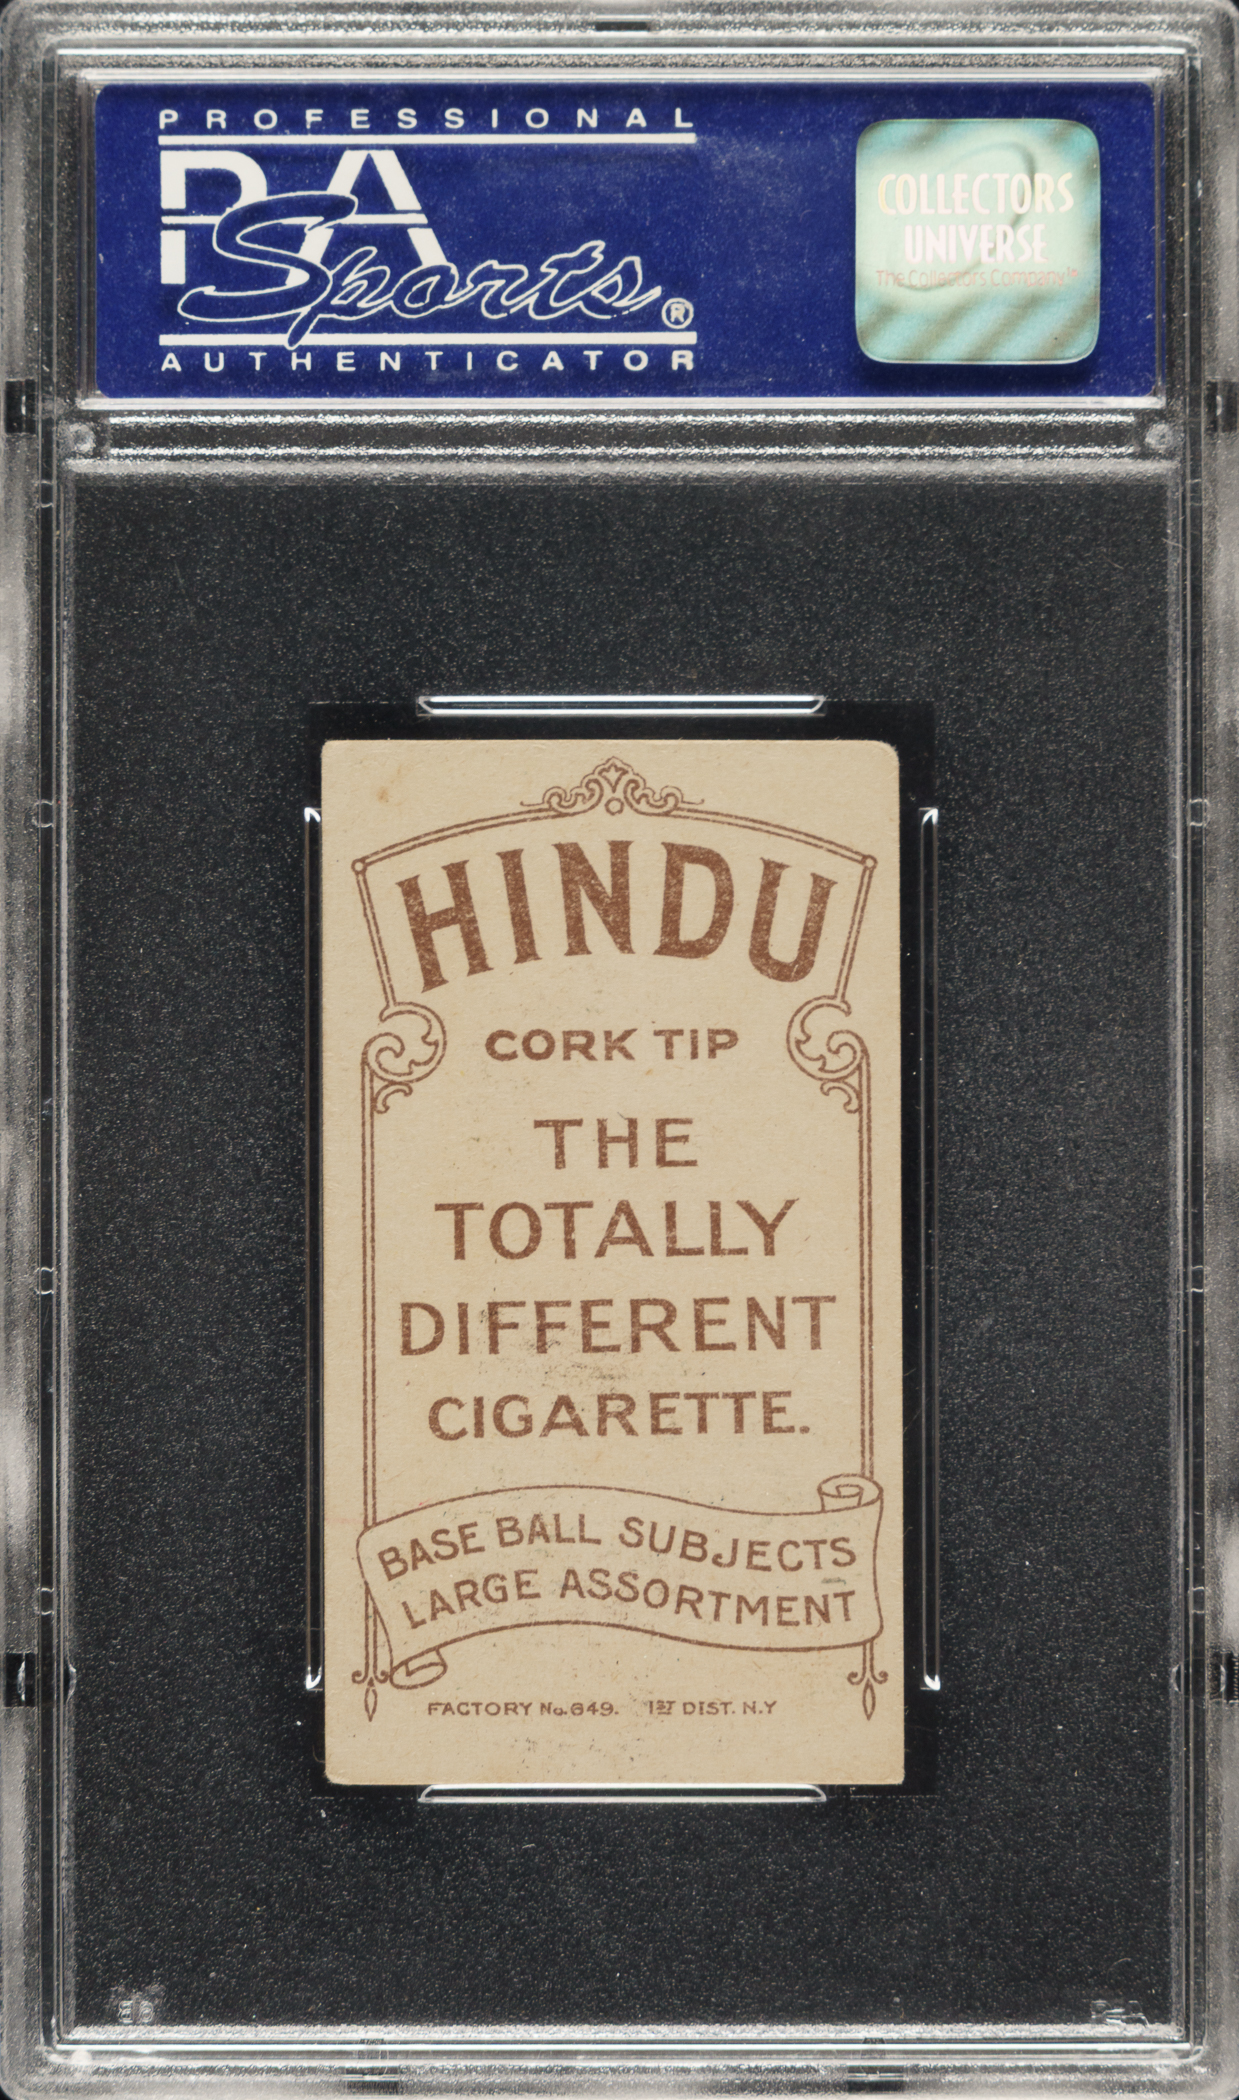 PROFESSIONAL
PSA
Sports®
AUTHENTICATOR
COLLECTORS
UNIVERSE
The Collectors Company
HINDU
CORK TIP
THE
TOTALLY
DIFFERENT
CIGARETTE.
BASE BALL SUBJECTS
LARGE ASSORTMENT
FACTORY No. 649. 1ST DIST. N.Y